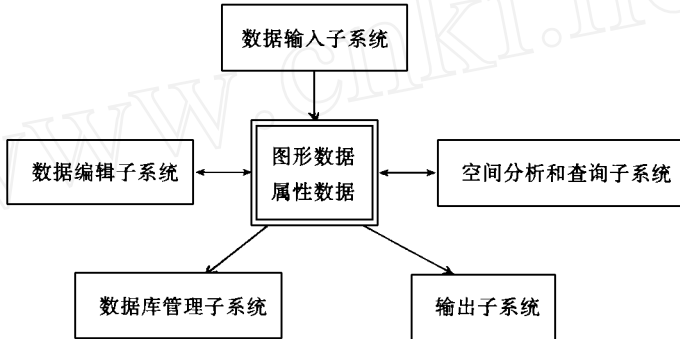 数据输入子系统
图形数据
属性数据
数据编辑子系统
空间分析和查询子系统
数据库管理子系统
输出子系统